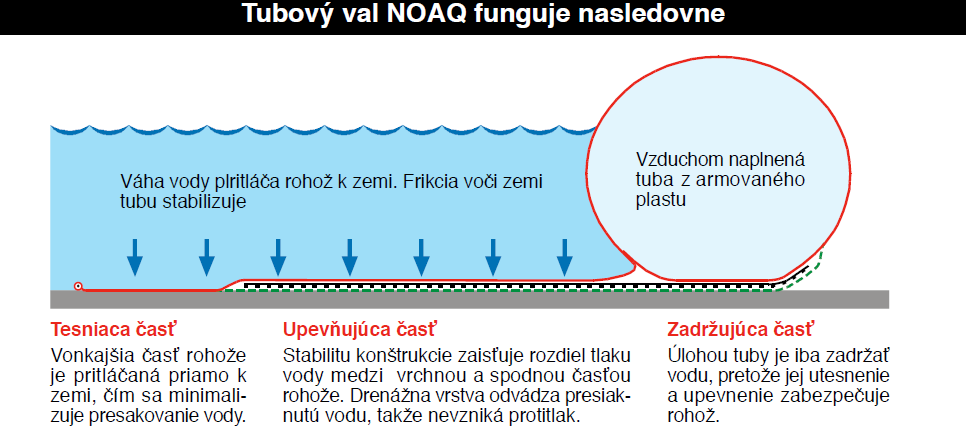 Tubový val NOAQ funguje nasledovne
Váha vody plritláča rohož k zemi. Frikcia voči zemi
tubu stabilizuje
Vzduchom naplnená
tuba z armovaného
plastu
Tesniaca časť
Vonkajšia časť rohože
je pritláčaná priamo k
zemi, čím sa minimali-
zuje presakovanie vody.
Upevňujúca časť
Stabilitu konštrukcie zaisťuje rozdiel tlaku
vody medzi vrchnou a spodnou časťou
rohože. Drenážna vrstva odvádza presiak-
nutú vodu, takže nevzniká protitlak.
Zadržujúca časť
Úlohou tuby je iba zadržať
vodu, pretože jej utesnenie
a upevnenie zabezpečuje
rohož.